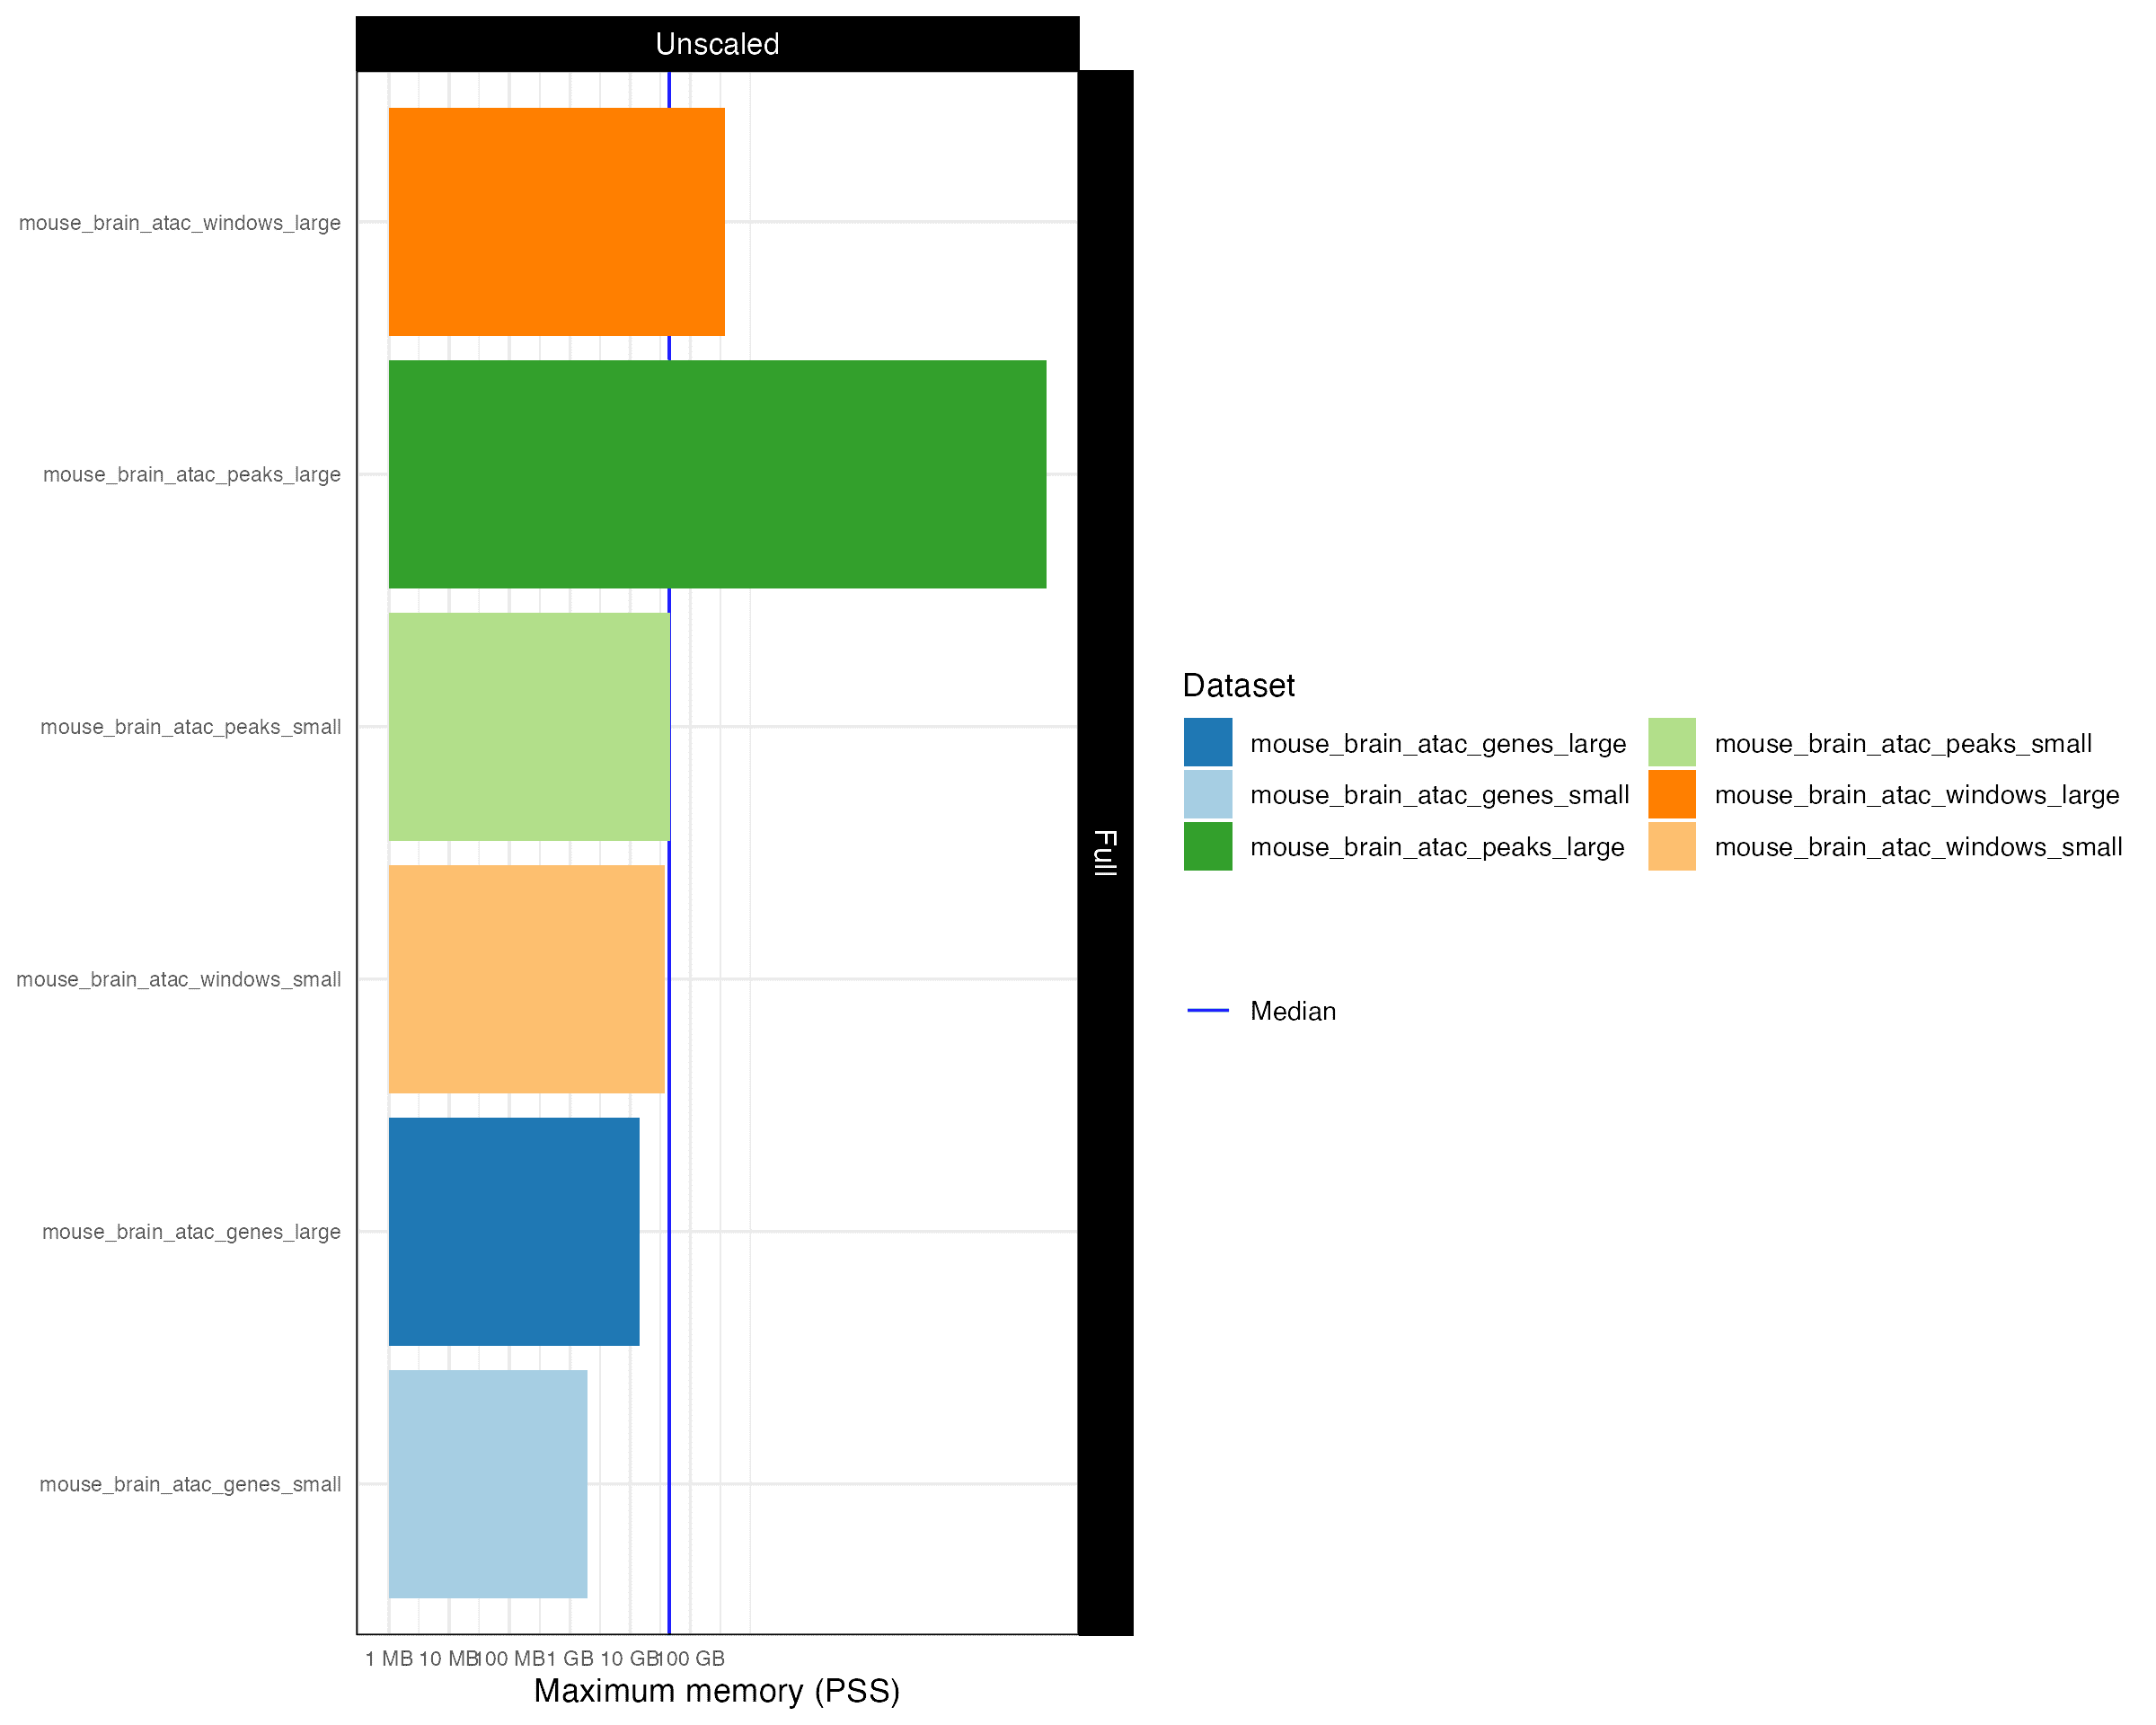 Unscaled
mouse_brain_atac_windows_large
mouse_brain_atac_peaks_large
mouse_brain_atac_peaks_small
mouse_brain_atac_windows_small
mouse_brain_atac_genes_large
mouse_brain_atac_genes_small
Full
1 MB 10 MB 100 MB 1 GB 10 GB 100 GB
Maximum memory (PSS)
Dataset
mouse_brain_atac_genes_large mouse_brain_atac_peaks_small
mouse_brain_atac_genes_small mouse_brain_atac_windows_large
mouse_brain_atac_peaks_large mouse_brain_atac_windows_small
Median